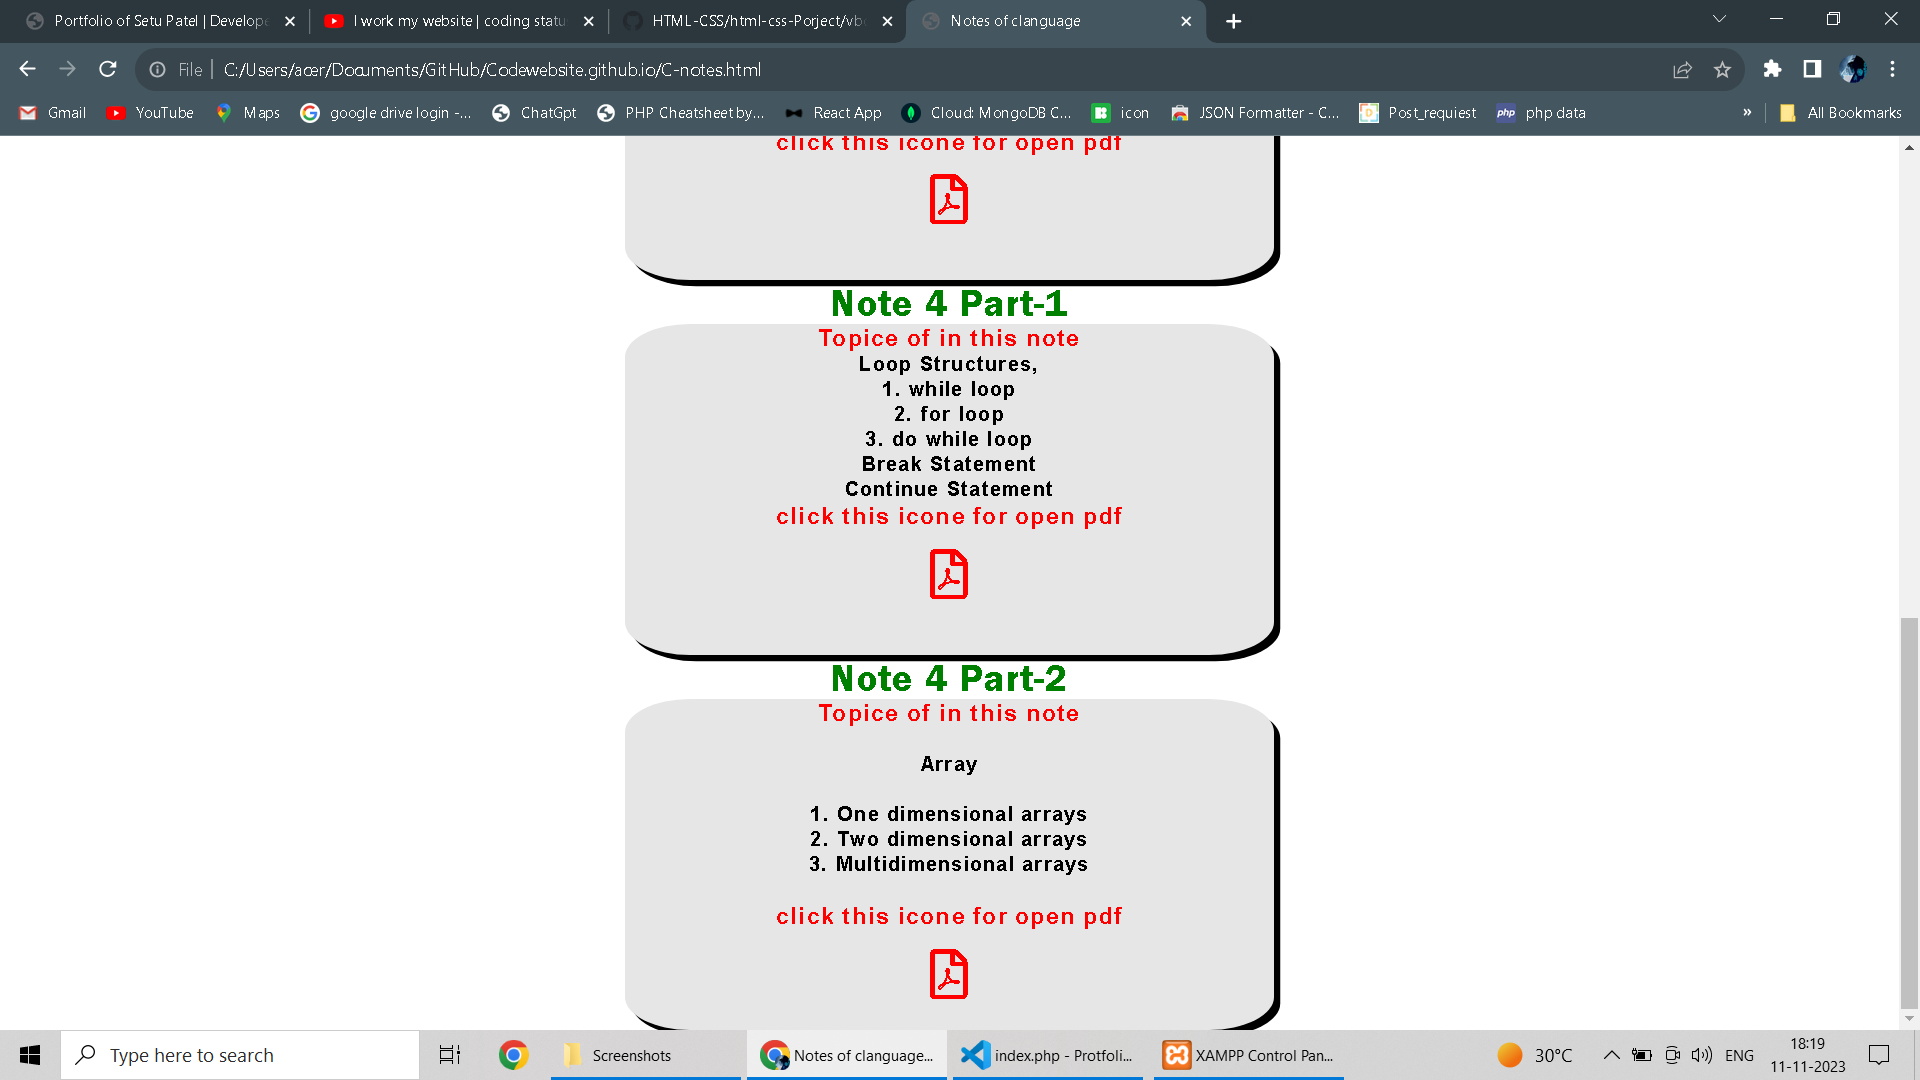 Portfolio of Setu Patel | Develope
I work my website | coding statu
HTML-CSS/html-css-Porject/vb
Notes of clanguage
File
C:/Users/acer/Documents/GitHub/Codewebsite.github.io/C-notes.html
Gmail
YouTube
Maps
google drive login -...
ChatGpt
PHP Cheatsheet by...
React App
Cloud: MongoDB C...
icon
JSON Formatter - C...
Post_requiest
php
php data
»
All Bookmarks
click this icone for open pdf
Note 4 Part-1
Topice of in this note
Loop Structures,
1. while loop
2. for loop
3. do while loop
Break Statement
Continue Statement
click this icone for open pdf
Note 4 Part-2
Topice of in this note
Array
1. One dimensional arrays
2. Two dimensional arrays
3. Multidimensional arrays
click this icone for open pdf
Type here to search
Screenshots
Notes of clanguage...
index.php - Protfoli...
XAMPP Control Pan...
30°C
ENG
18:19
11-11-2023